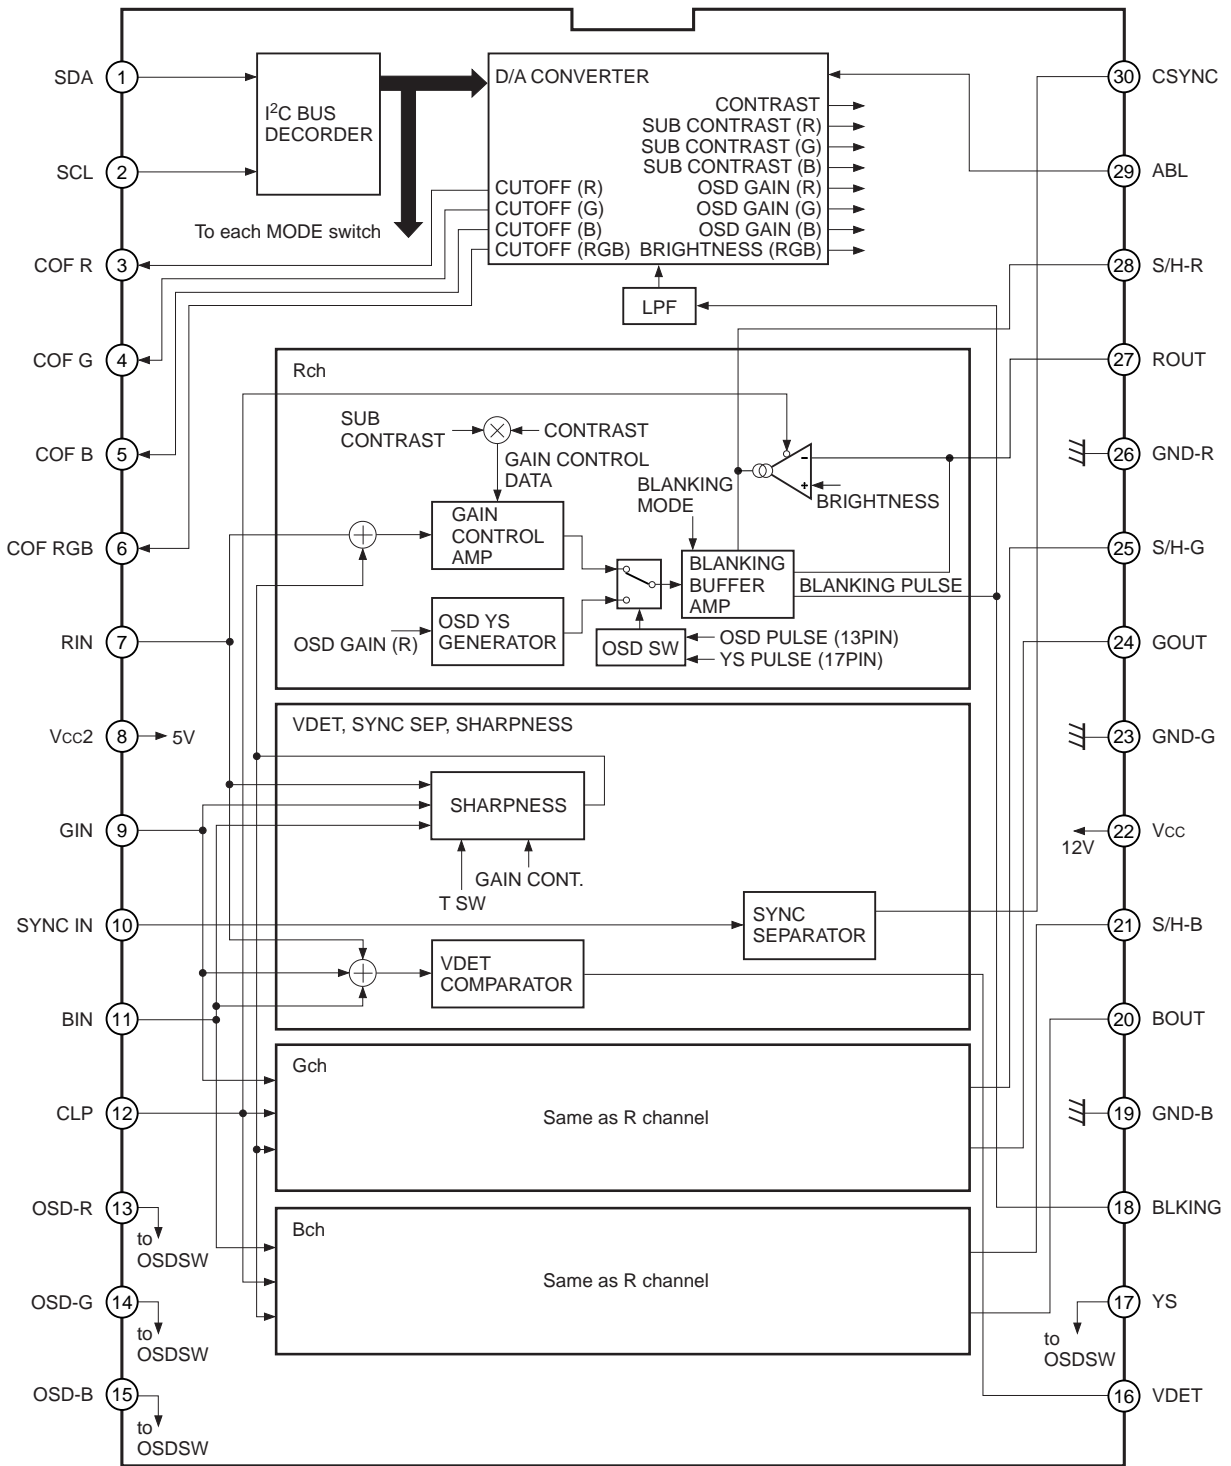 SDA 1
SCL 2
COF R 3
COF G 4
COF B 5
COF RGB 6
RIN 7
Vcc2 8 5V
GIN 9
SYNC IN 10
BIN 11
CLP 12
OSD-R 13
to
OSDSW
OSD-G 14
to
OSDSW
OSD-B 15
to
OSDSW
I²C BUS
DECORDER
To each MODE switch
D/A CONVERTER
CONTRAST
SUB CONTRAST (R)
SUB CONTRAST (G)
SUB CONTRAST (B)
CUTOFF (R) OSD GAIN (R)
CUTOFF (G) OSD GAIN (G)
CUTOFF (B) OSD GAIN (B)
CUTOFF (RGB) BRIGHTNESS (RGB)
LPF
Rch
SUB
CONTRAST
CONTRAST
GAIN CONTROL
DATA
BLANKING
MODE
-
+
BRIGHTNESS
GAIN
CONTROL
AMP
BLANKING
BUFFER
AMP
BLANKING PULSE
OSD GAIN (R)
OSD YS
GENERATOR
OSD SW
OSD PULSE (13PIN)
YS PULSE (17PIN)
VDET, SYNC SEP, SHARPNESS
SHARPNESS
GAIN CONT.
T SW
SYNC
SEPARATOR
VDET
COMPARATOR
Gch
Same as R channel
Bch
Same as R channel
30 CSYNC
29 ABL
28 S/H-R
27 ROUT
26 GND-R
25 S/H-G
24 GOUT
23 GND-G
22 Vcc
12V
21 S/H-B
20 BOUT
19 GND-B
18 BLKING
17 YS
to
OSDSW
16 VDET